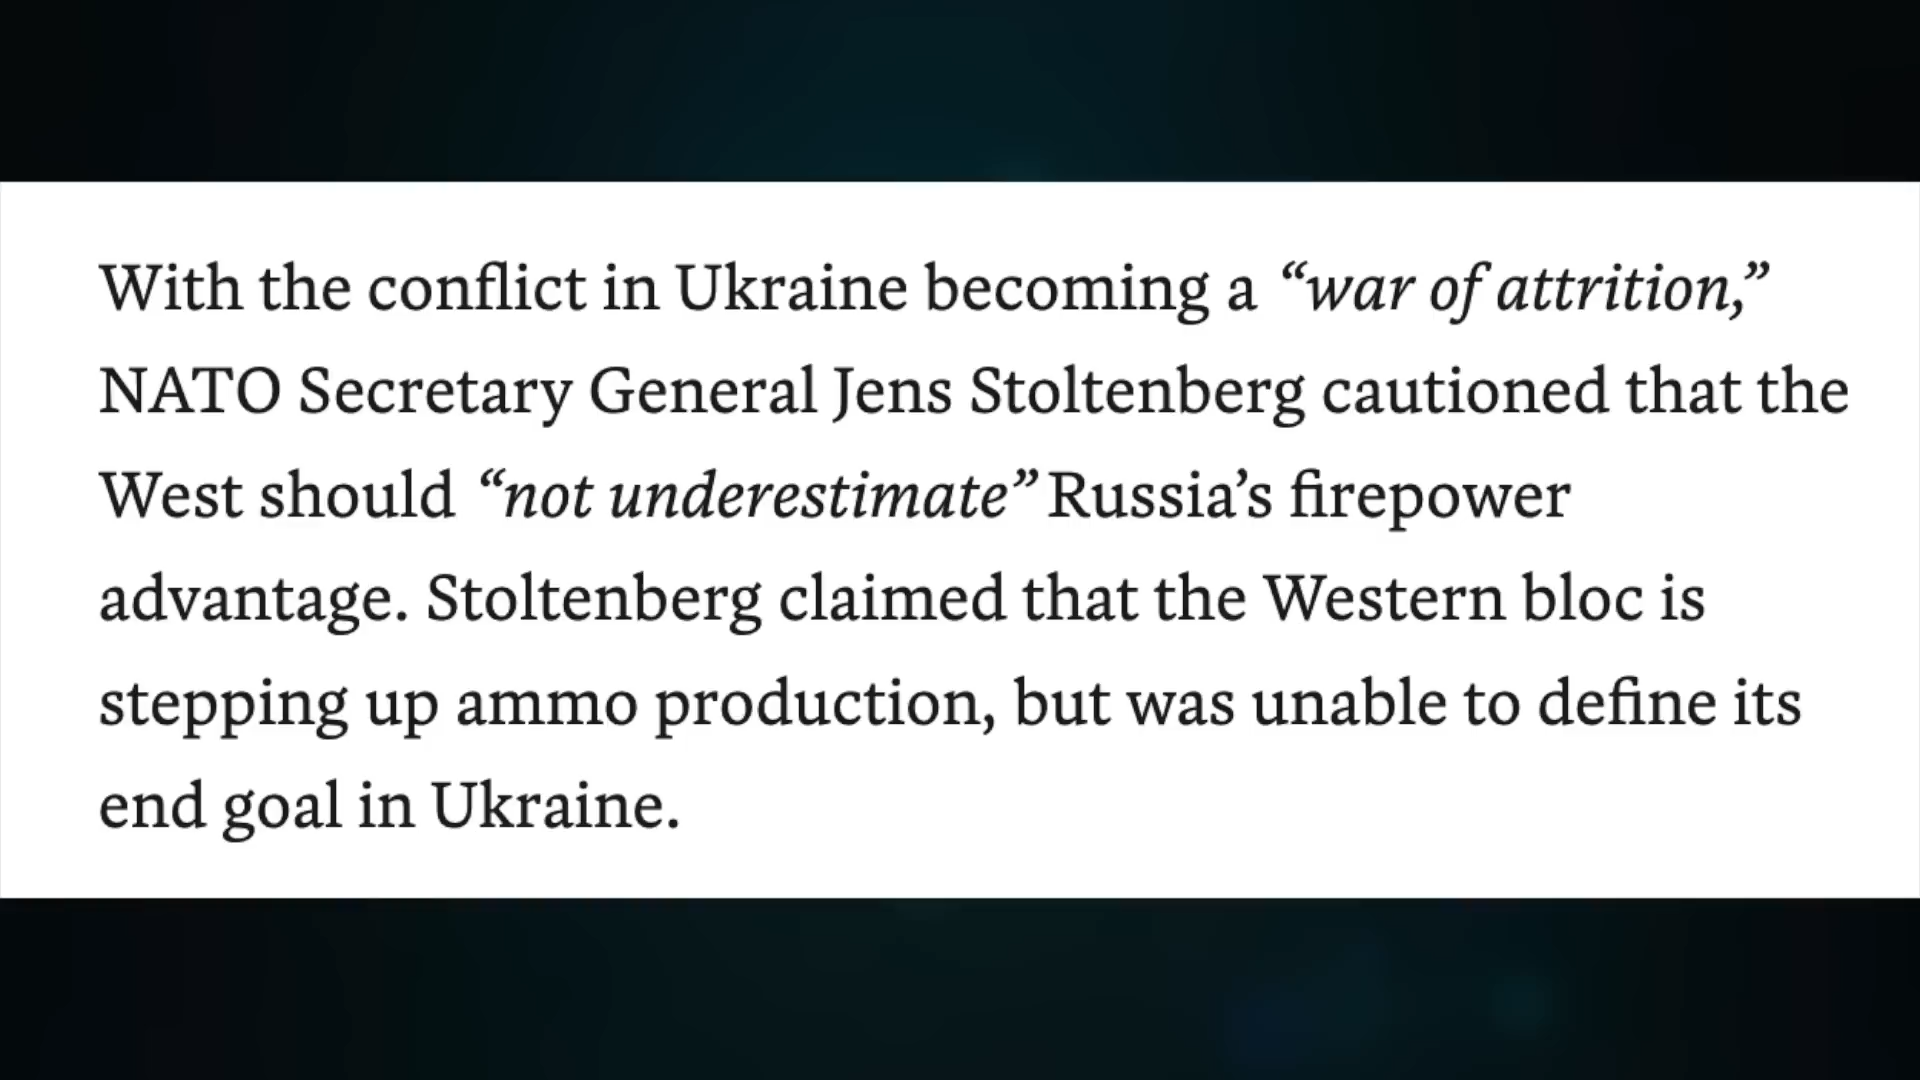 With the conflict in Ukraine becoming a “war of attrition,”
NATO Secretary General Jens Stoltenberg cautioned that the
West should “not underestimate” Russia’s firepower
advantage. Stoltenberg claimed that the Western bloc is
stepping up ammo production, but was unable to define its
end goal in Ukraine.